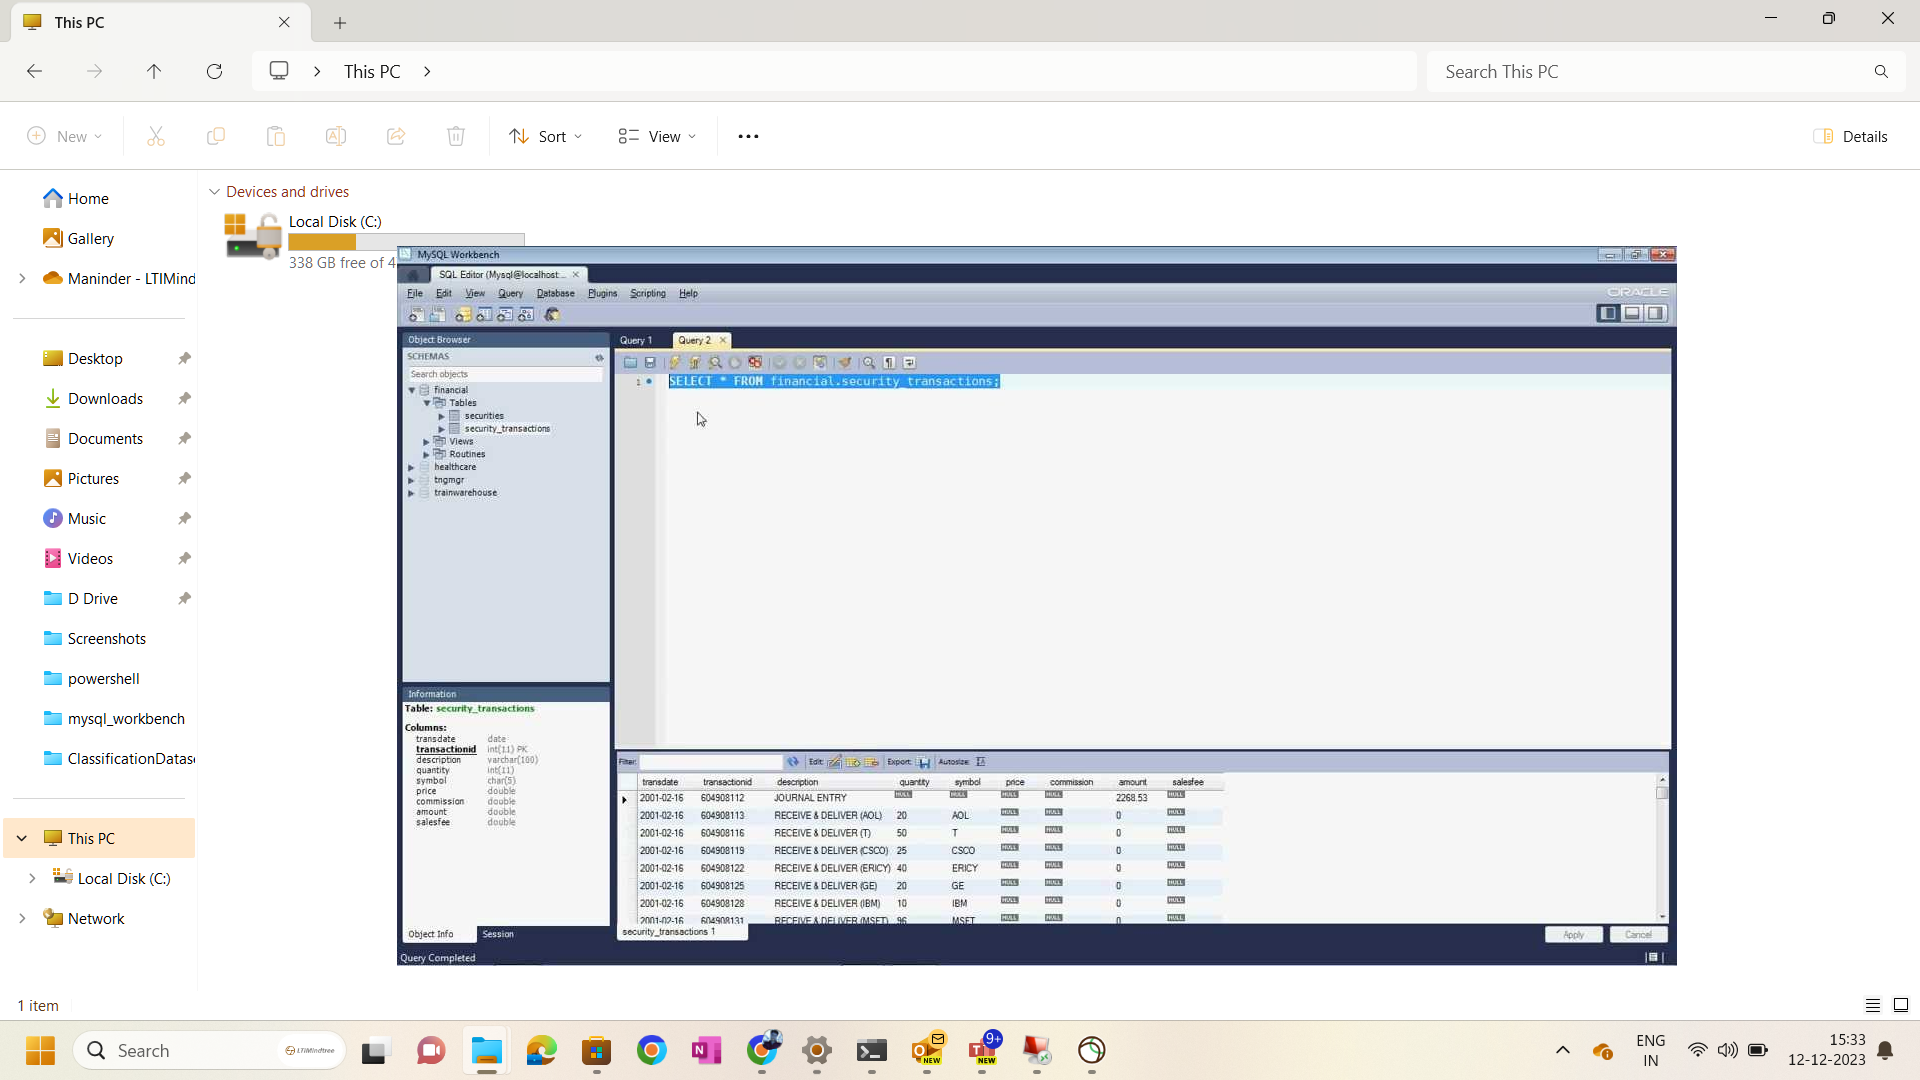 This PC
This PC
Search This PC
New
Sort
View
Details
Home
Gallery
Maninder - LTIMind
Desktop
Downloads
Documents
Pictures
Music
Videos
D Drive
Screenshots
powershell
mysql_workbench
ClassificationDatas
This PC
Local Disk (C:)
Network
1 item
Devices and drives
Local Disk (C:)
338 GB free of 4
MySQL Workbench
SQL Editor (Mysql@localhost...
File Edit View Query Database Plugins Scripting Help
ORACLE
Object Browser
SCHEMAS
Search objects
financial
Tables
securities
security_transactions
Views
Routines
healthcare
tngmgr
trainwarehouse
Query 1
Query 2
1 SELECT * FROM financial.security_transactions;
Information
Table: security_transactions
Columns:
transdate date
transactionid int(11) PK
description varchar(100)
quantity int(11)
symbol char(5)
price double
commission double
amount double
salesfee double
Object Info Session
Query Completed
Filter: Edit: Export: Autosize:
transdate transactionid description quantity symbol price commission amount salesfee
2001-02-16 604908112 JOURNAL ENTRY NULL NULL NULL NULL 2268.53 NULL
2001-02-16 604908113 RECEIVE & DELIVER (AOL) 20 AOL NULL NULL 0 NULL
2001-02-16 604908116 RECEIVE & DELIVER (T) 50 T NULL NULL 0 NULL
2001-02-16 604908119 RECEIVE & DELIVER (CSCO) 25 CSCO NULL NULL 0 NULL
2001-02-16 604908122 RECEIVE & DELIVER (ERICY) 40 ERICY NULL NULL 0 NULL
2001-02-16 604908125 RECEIVE & DELIVER (GE) 20 GE NULL NULL 0 NULL
2001-02-16 604908128 RECEIVE & DELIVER (IBM) 10 IBM NULL NULL 0 NULL
2001-02-16 604908131 RECEIVE & DELIVER (MSFT) 96 MSFT NULL NULL 0 NULL
security_transactions 1
Apply Cancel
Search
LTIMindtree
NEW
9+
NEW
ENG
IN
15:33
12-12-2023